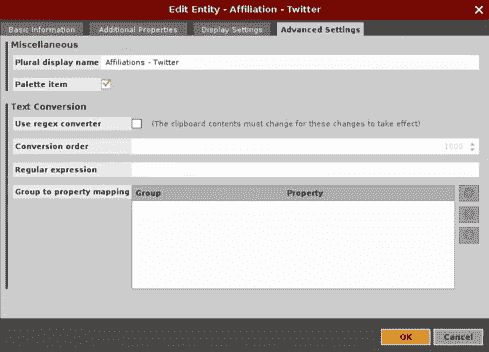 Edit Entity - Affiliation - Twitter
Basic Information Additional Properties Display Settings Advanced Settings
Miscellaneous
Plural display name Affiliations - Twitter
Palette item
Text Conversion
Use regex converter (The clipboard contents must change for these changes to take effect)
Conversion order 1000
Regular expression
Group to property mapping Group Property
OK Cancel